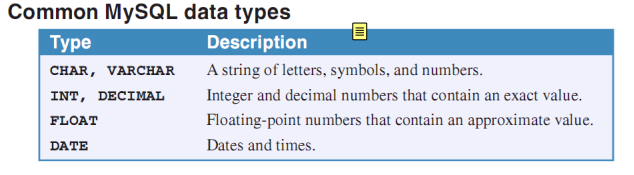 Common MySQL data types
Type Description
CHAR, VARCHAR A string of letters, symbols, and numbers.
INT, DECIMAL Integer and decimal numbers that contain an exact value.
FLOAT Floating-point numbers that contain an approximate value.
DATE Dates and times.